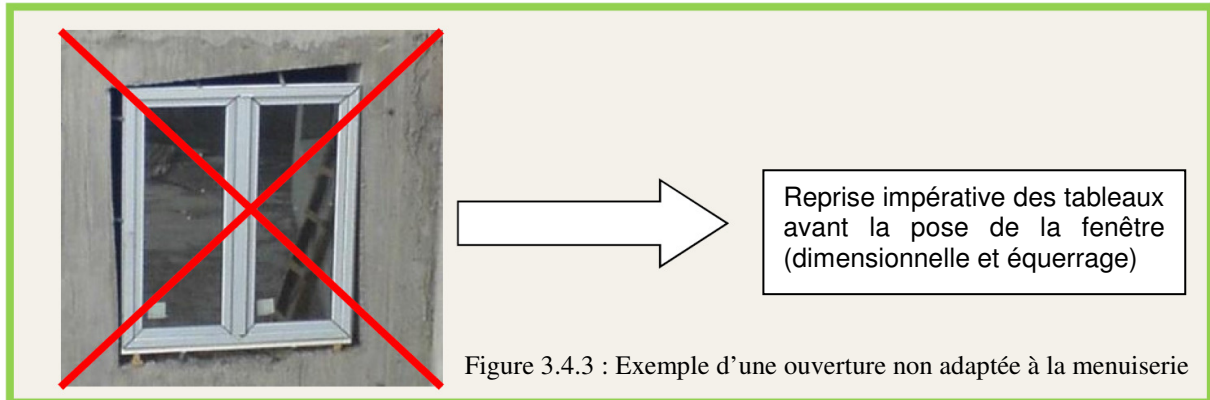 Reprise impérative des tableaux
avant la pose de la fenêtre
(dimensionnelle et équerrage)
Figure 3.4.3 : Exemple d'une ouverture non adaptée à la menuiserie